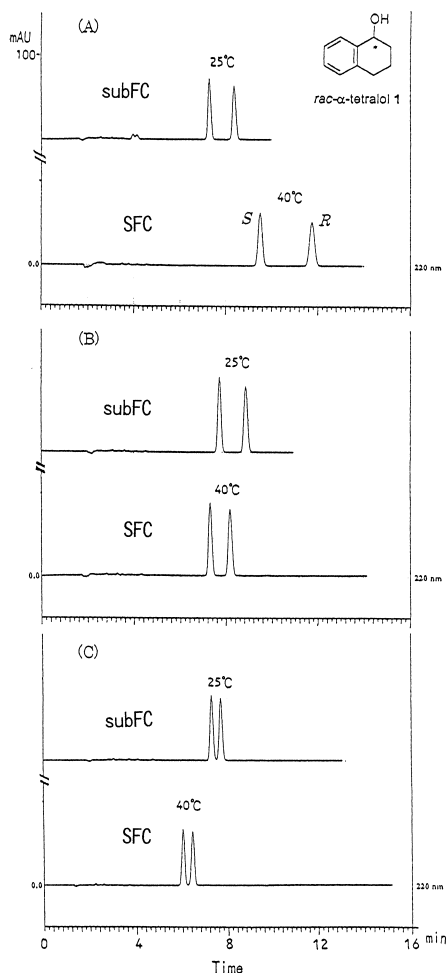 (A)
mAU
100
subFC
25℃
OH
*
rac-α-tetralol 1
SFC
S
40℃
R
0.0
220 nm
(B)
subFC
25℃
SFC
40℃
0.0
220 nm
(C)
subFC
25℃
SFC
40℃
0.0
220 nm
0 4 8 12 16 min
Time